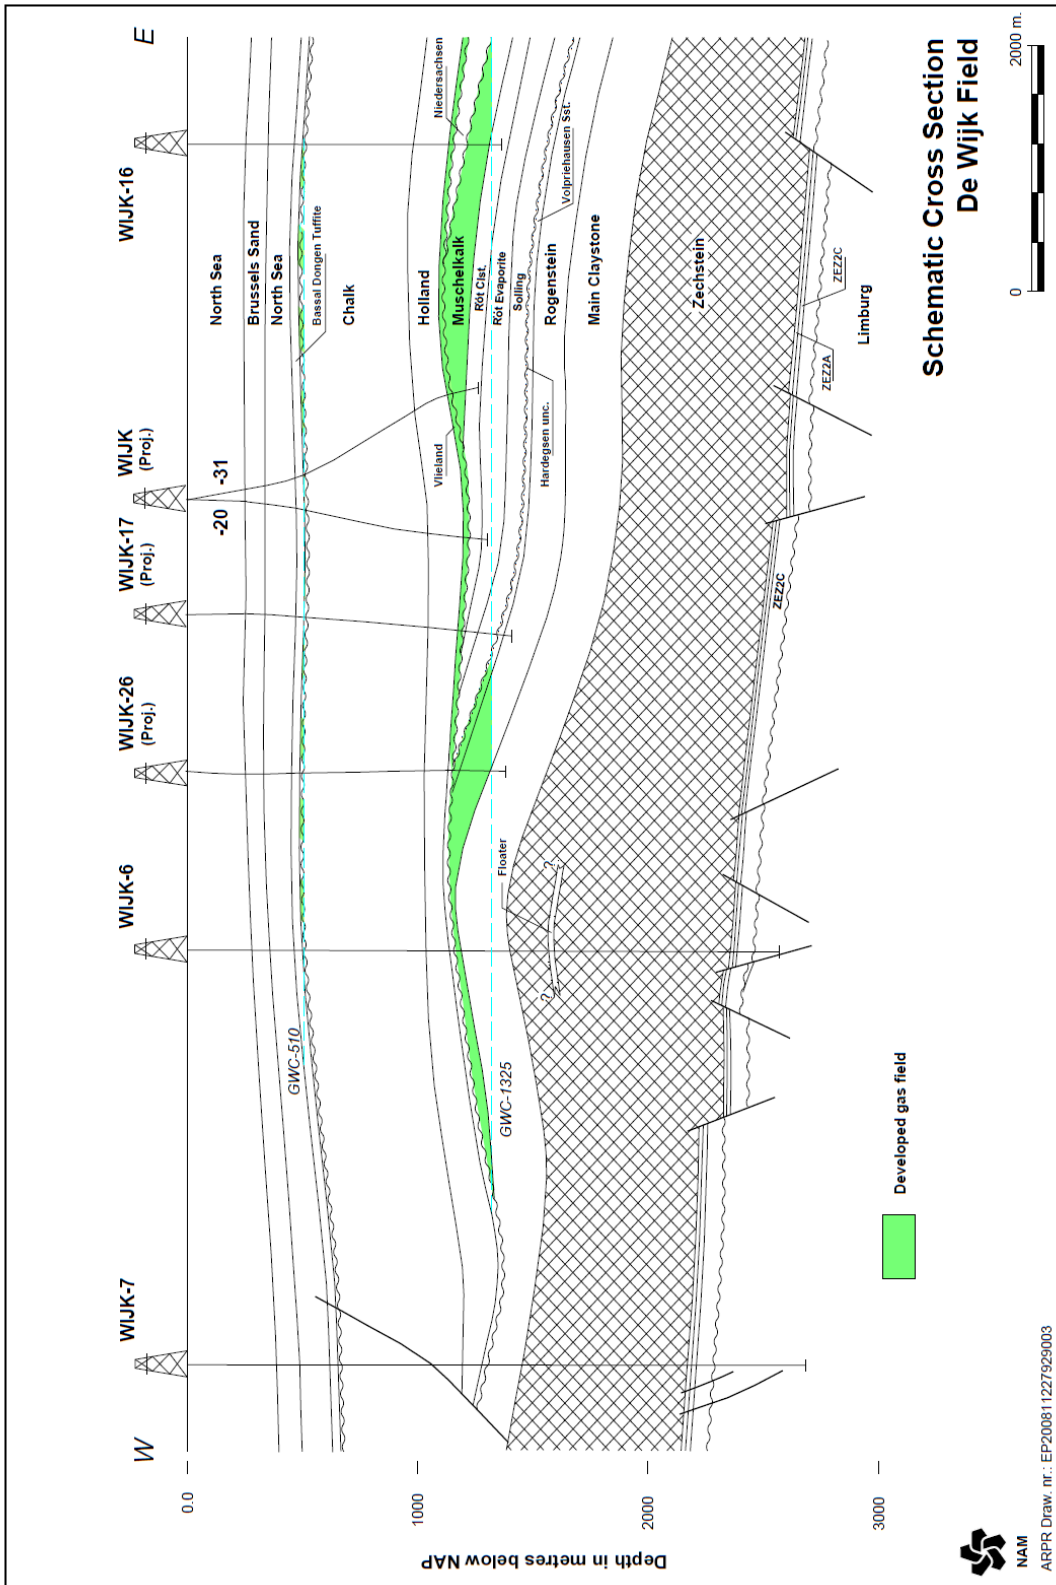 W
E
WIJK-7
WIJK-6
WIJK-26
(Proj.)
WIJK-17
(Proj.)
WIJK
(Proj.)
WIJK-16
-20
-31
0.0
1000
2000
3000
Depth in metres below NAP
North Sea
Brussels Sand
North Sea
Bassal Dongen Tuffite
Chalk
GWC-510
Holland
Vlieland
Niedersachsen
Muschelkalk
Röt Clst.
Röt Evaporite
Solling
Hardegsen unc.
Volpriehausen Sst.
Rogenstein
Main Claystone
GWC-1325
Floater
?
?
Zechstein
ZEZ2C
ZEZ2A
ZEZ2C
Limburg
Developed gas field
Schematic Cross Section
De Wijk Field
0
2000 m.
NAM
ARPR Draw. nr.: EP200811227929003